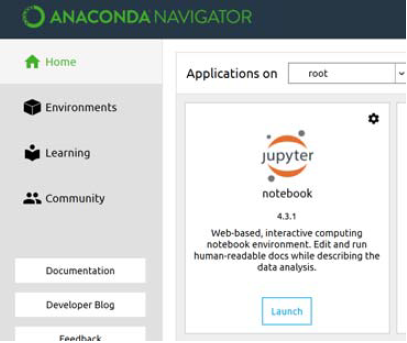 ANACONDA NAVIGATOR
Home
Environments
Learning
Community
Documentation
Developer Blog
Feedback
Applications on root
jupyter
notebook
4.3.1
Web-based, interactive computing
notebook environment. Edit and run
human-readable docs while describing the
data analysis.
Launch